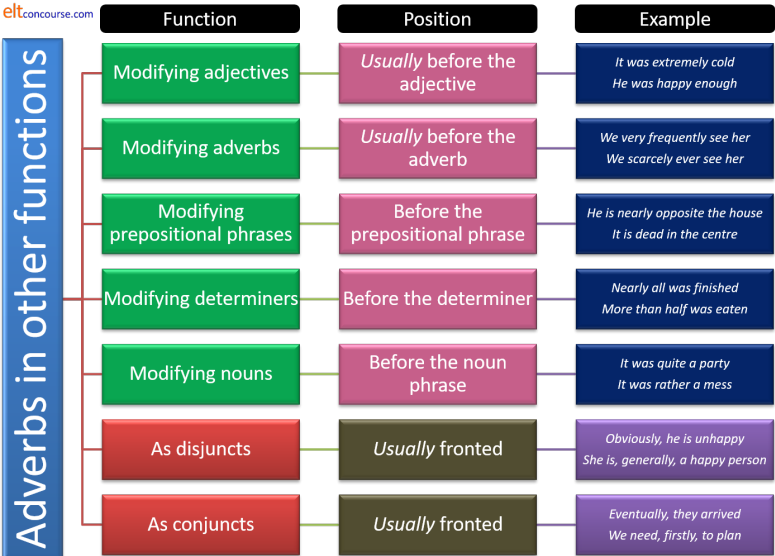 eltconcourse.com
Function
Position
Example
Adverbs in other functions
Modifying adjectives
Usually before the
adjective
It was extremely cold
He was happy enough
Modifying adverbs
Usually before the
adverb
We very frequently see her
We scarcely ever see her
Modifying
prepositional phrases
Before the
prepositional phrase
He is nearly opposite the house
It is dead in the centre
Modifying determiners
Before the determiner
Nearly all was finished
More than half was eaten
Modifying nouns
Before the noun
phrase
It was quite a party
It was rather a mess
As disjuncts
Usually fronted
Obviously, he is unhappy
She is, generally, a happy person
As conjuncts
Usually fronted
Eventually, they arrived
We need, firstly, to plan